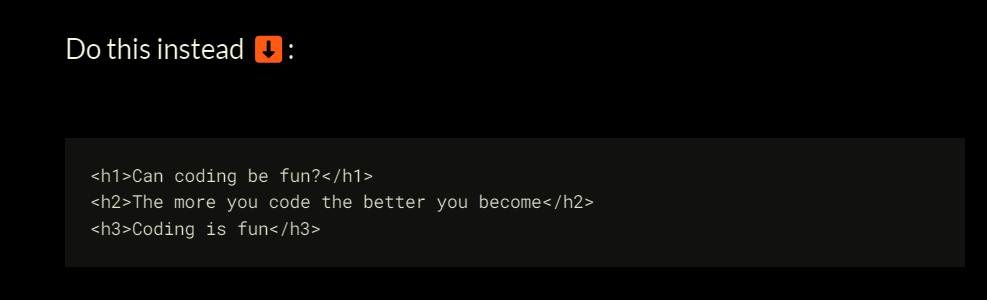 Do this instead ⬇️ :
<h1>Can coding be fun?</h1>
<h2>The more you code the better you become</h2>
<h3>Coding is fun</h3>